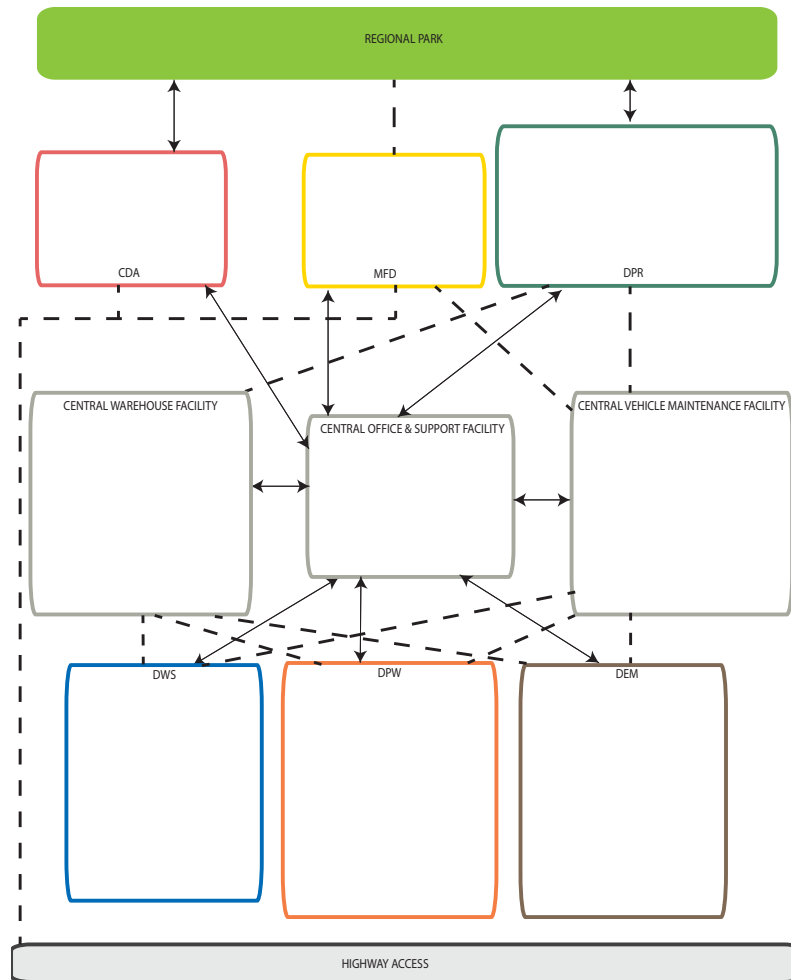 REGIONAL PARK
CDA
MFD
DPR
CENTRAL WAREHOUSE FACILITY
CENTRAL OFFICE & SUPPORT FACILITY
CENTRAL VEHICLE MAINTENANCE FACILITY
DWS
DPW
DEM
HIGHWAY ACCESS